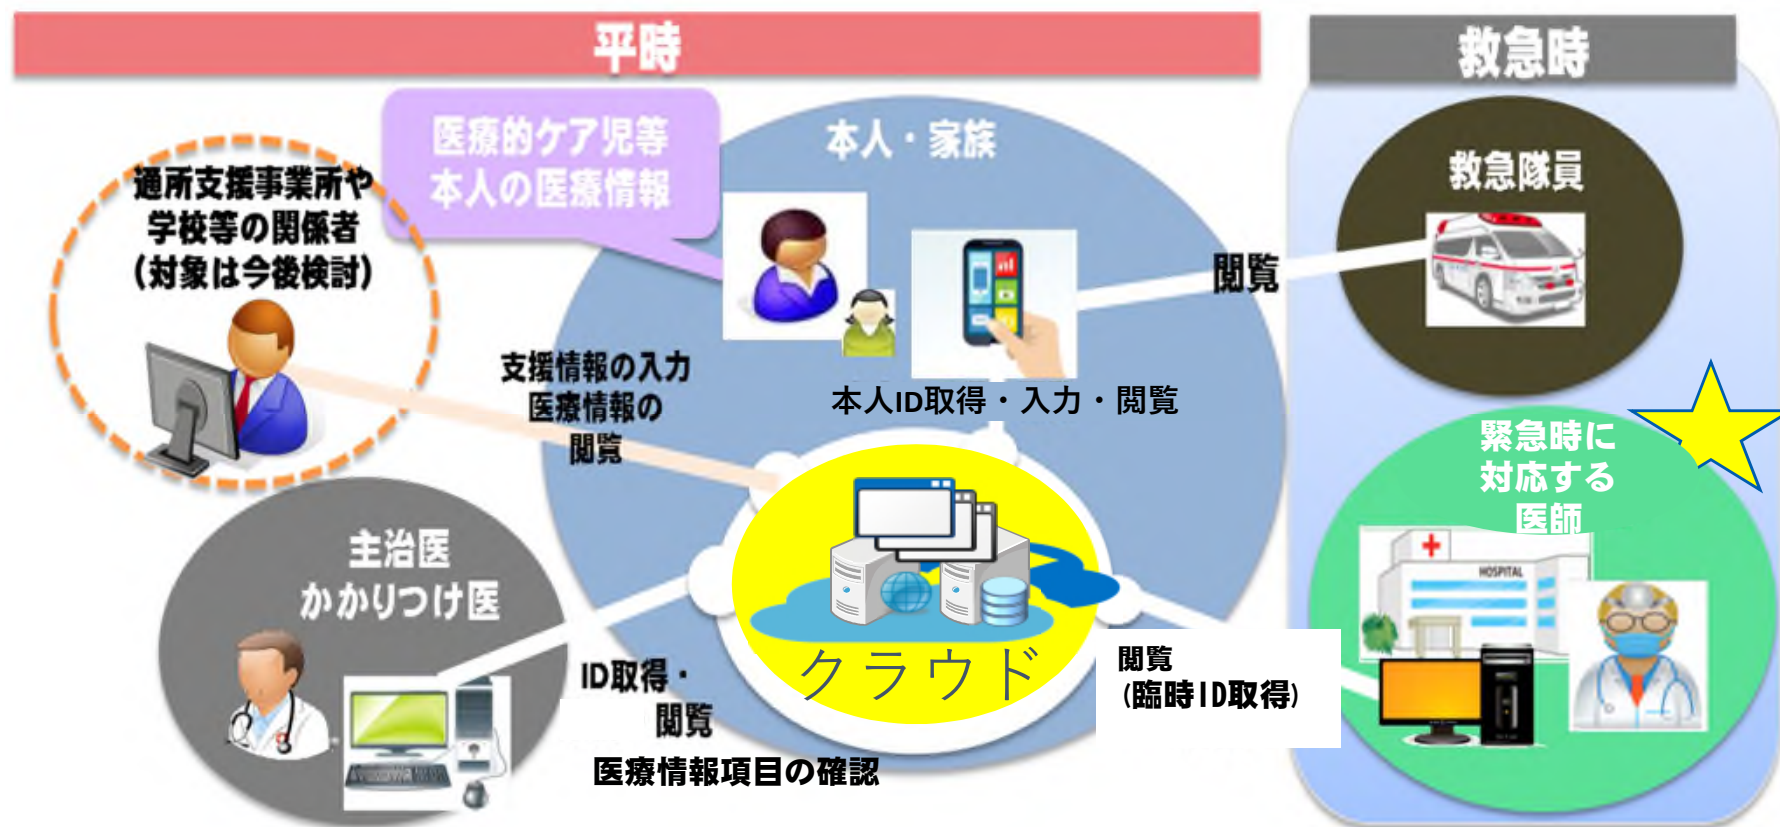 平時
救急時
医療的ケア児等
本人の医療情報
本人・家族
救急隊員
通所支援事業所や
学校等の関係者
(対象は今後検討)
閲覧
支援情報の入力
医療情報の
閲覧
本人ID取得・入力・閲覧
緊急時に
対応する
医師
HOSPITAL
主治医
かかりつけ医
クラウド
ID取得・
閲覧
医療情報項目の確認
閲覧
(臨時ID取得)